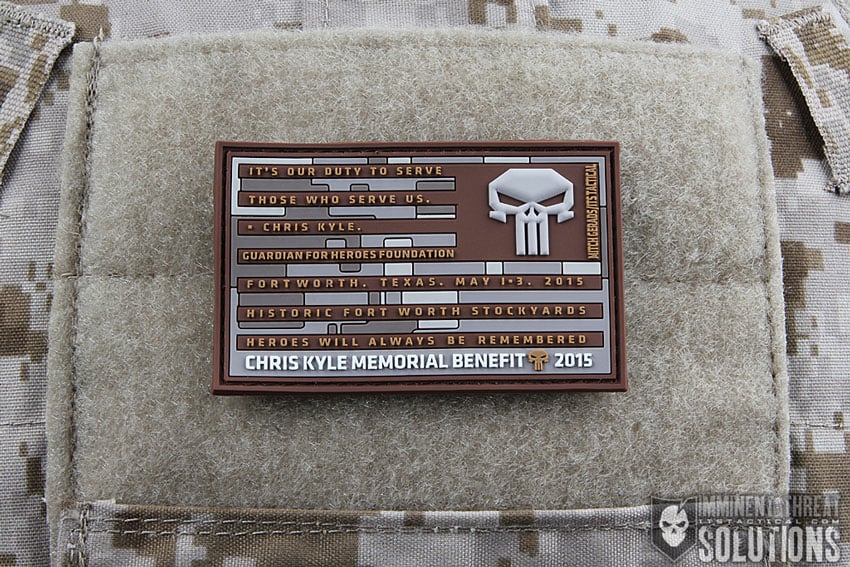 IT'S OUR DUTY TO SERVE
THOSE WHO SERVE US.
• CHRIS KYLE.
GUARDIAN FOR HEROES FOUNDATION
FORT WORTH, TEXAS. MAY 1•3, 2015
HISTORIC FORT WORTH STOCKYARDS
HEROES WILL ALWAYS BE REMEMBERED
CHRIS KYLE MEMORIAL BENEFIT 2015
MITCH GERADS/ITS TACTICAL
IMMINENT THREAT
ITSTACTICAL.COM
SOLUTIONS